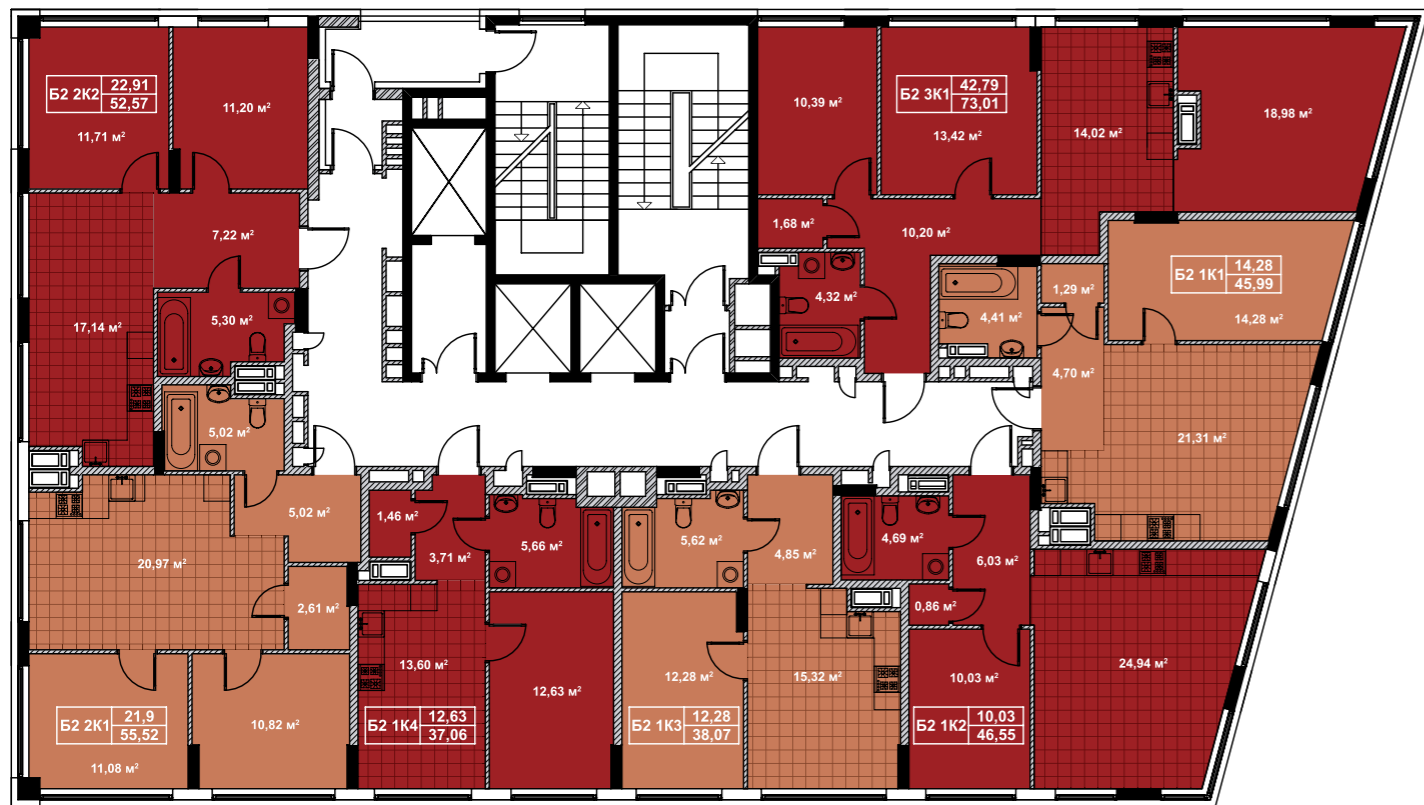 Б2 2К2
22,91
52,57
11,71 м²
11,20 м²
10,39 м²
Б2 3К1
42,79
73,01
13,42 м²
14,02 м²
18,98 м²
7,22 м²
1,68 м²
10,20 м²
17,14 м²
5,30 м²
4,32 м²
4,41 м²
1,29 м²
Б2 1К1
14,28
45,99
14,28 м²
4,70 м²
21,31 м²
5,02 м²
5,02 м²
1,46 м²
3,71 м²
5,66 м²
5,62 м²
4,85 м²
4,69 м²
6,03 м²
20,97 м²
2,61 м²
0,86 м²
13,60 м²
12,63 м²
12,28 м²
15,32 м²
10,03 м²
24,94 м²
Б2 2К1
21,9
55,52
11,08 м²
10,82 м²
Б2 1К4
12,63
37,06
Б2 1К3
12,28
38,07
Б2 1К2
10,03
46,55